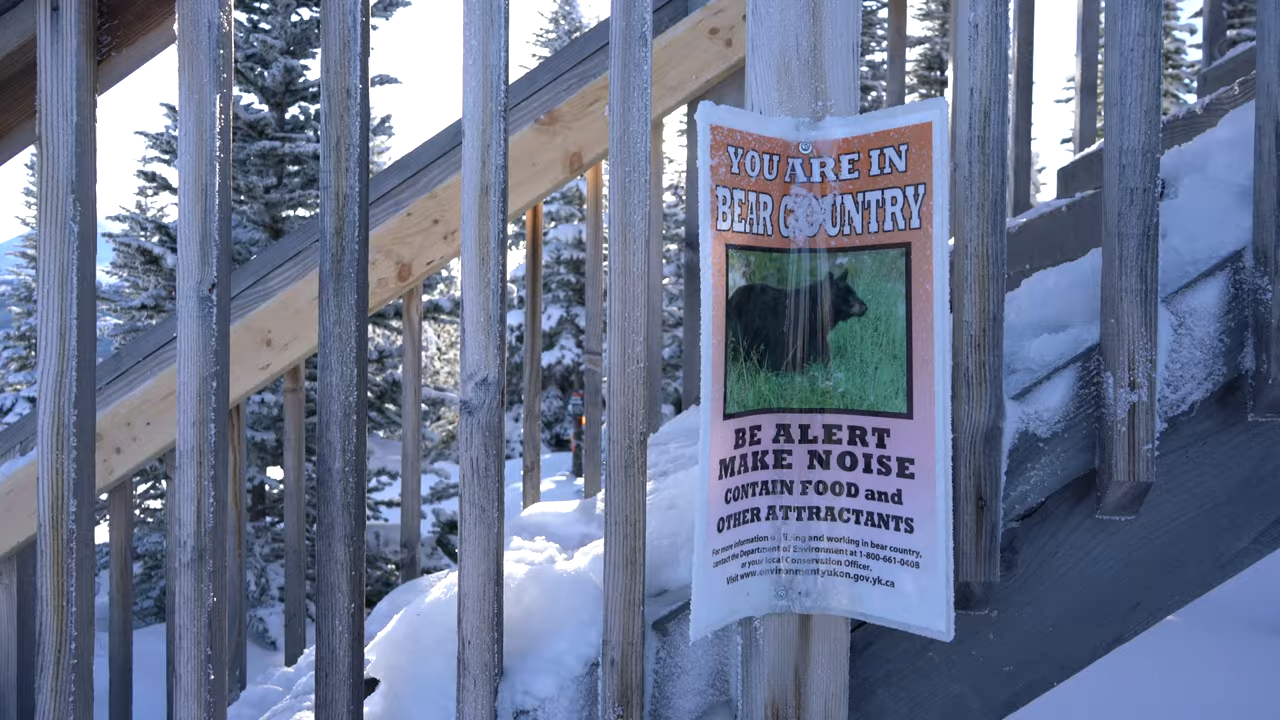 YOU ARE IN
BEAR COUNTRY
BE ALERT
MAKE NOISE
CONTAIN FOOD and
OTHER ATTRACTANTS
For more information on living and working in bear country,
contact the Department of Environment at 1-800-661-0408
or your local Conservation Officer.
Visit www.environmentyukon.gov.yk.ca